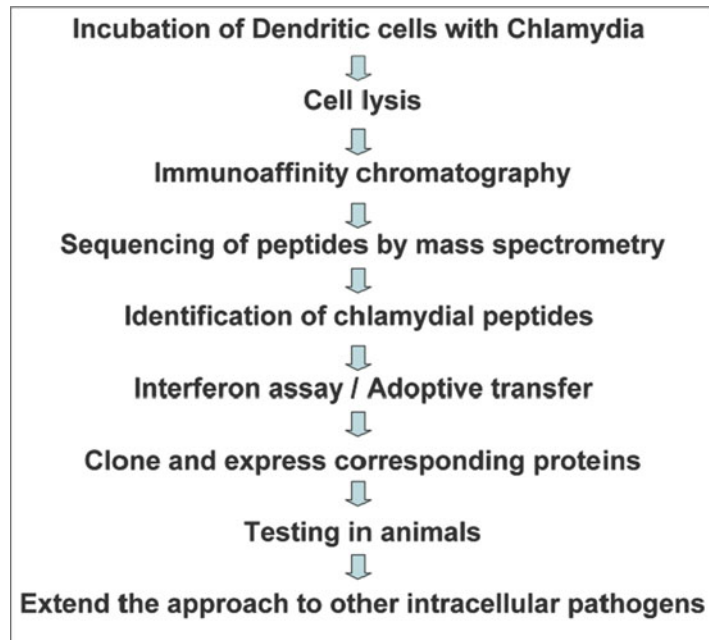 Incubation of Dendritic cells with Chlamydia
Cell lysis
Immunoaffinity chromatography
Sequencing of peptides by mass spectrometry
Identification of chlamydial peptides
Interferon assay / Adoptive transfer
Clone and express corresponding proteins
Testing in animals
Extend the approach to other intracellular pathogens